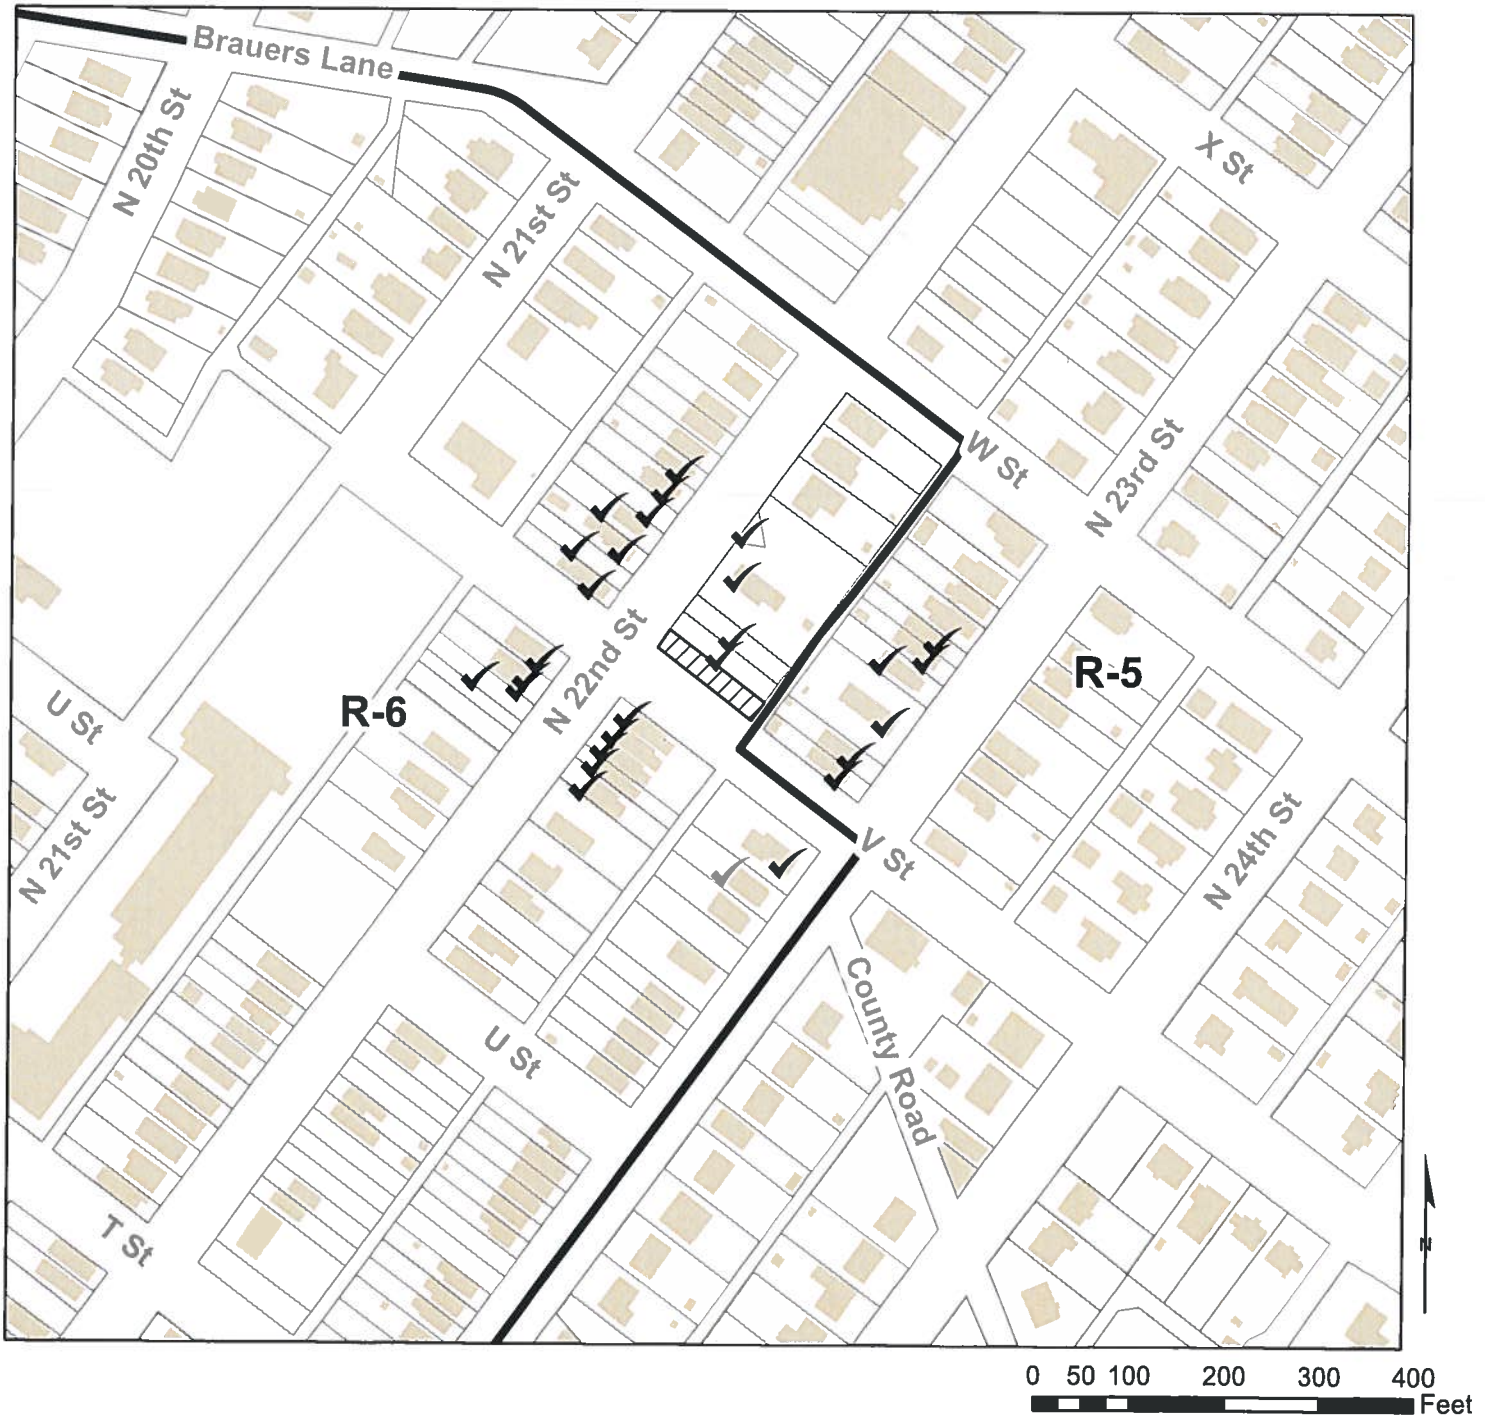 Brauers Lane
N 20th St
X St
N 21st St
W St
N 23rd St
N 22nd St
R-5
R-6
U St
N 21st St
V St
N 24th St
County Road
U St
T St
N
0 50 100 200 300 400
Feet